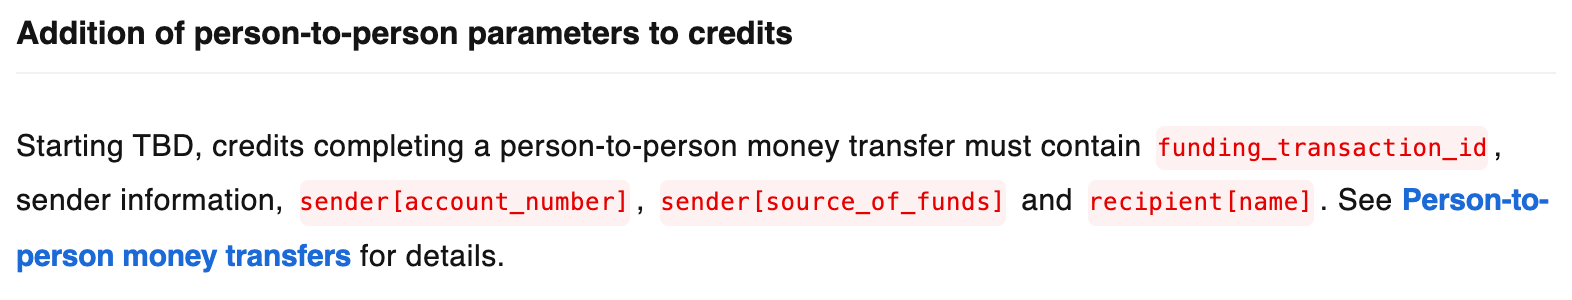 Addition of person-to-person parameters to credits
Starting TBD, credits completing a person-to-person money transfer must contain funding_transaction_id,
sender information, sender[account_number], sender[source_of_funds] and recipient[name]. See Person-to-
person money transfers for details.